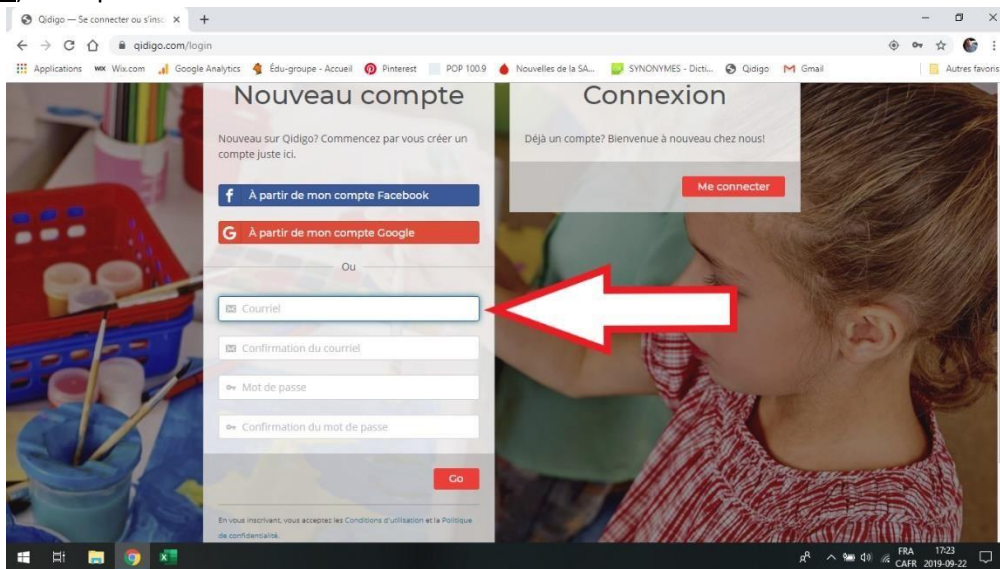 Qidigo — Se connecter ou s'insc
qidigo.com/login
Applications Wix.com Google Analytics Édu-groupe - Accueil Pinterest POP 100.9 Nouvelles de la SA... SYNONYMES - Dicti... Qidigo Gmail Autres favoris
Nouveau compte
Nouveau sur Qidigo? Commencez par vous créer un
compte juste ici.
À partir de mon compte Facebook
À partir de mon compte Google
Ou
Courriel
Confirmation du courriel
Mot de passe
Confirmation du mot de passe
Go
En vous inscrivant, vous acceptez les Conditions d'utilisation et la Politique
de confidentialité.
Connexion
Déjà un compte? Bienvenue à nouveau chez nous!
Me connecter
FRA 17:23
CAFR 2019-09-22